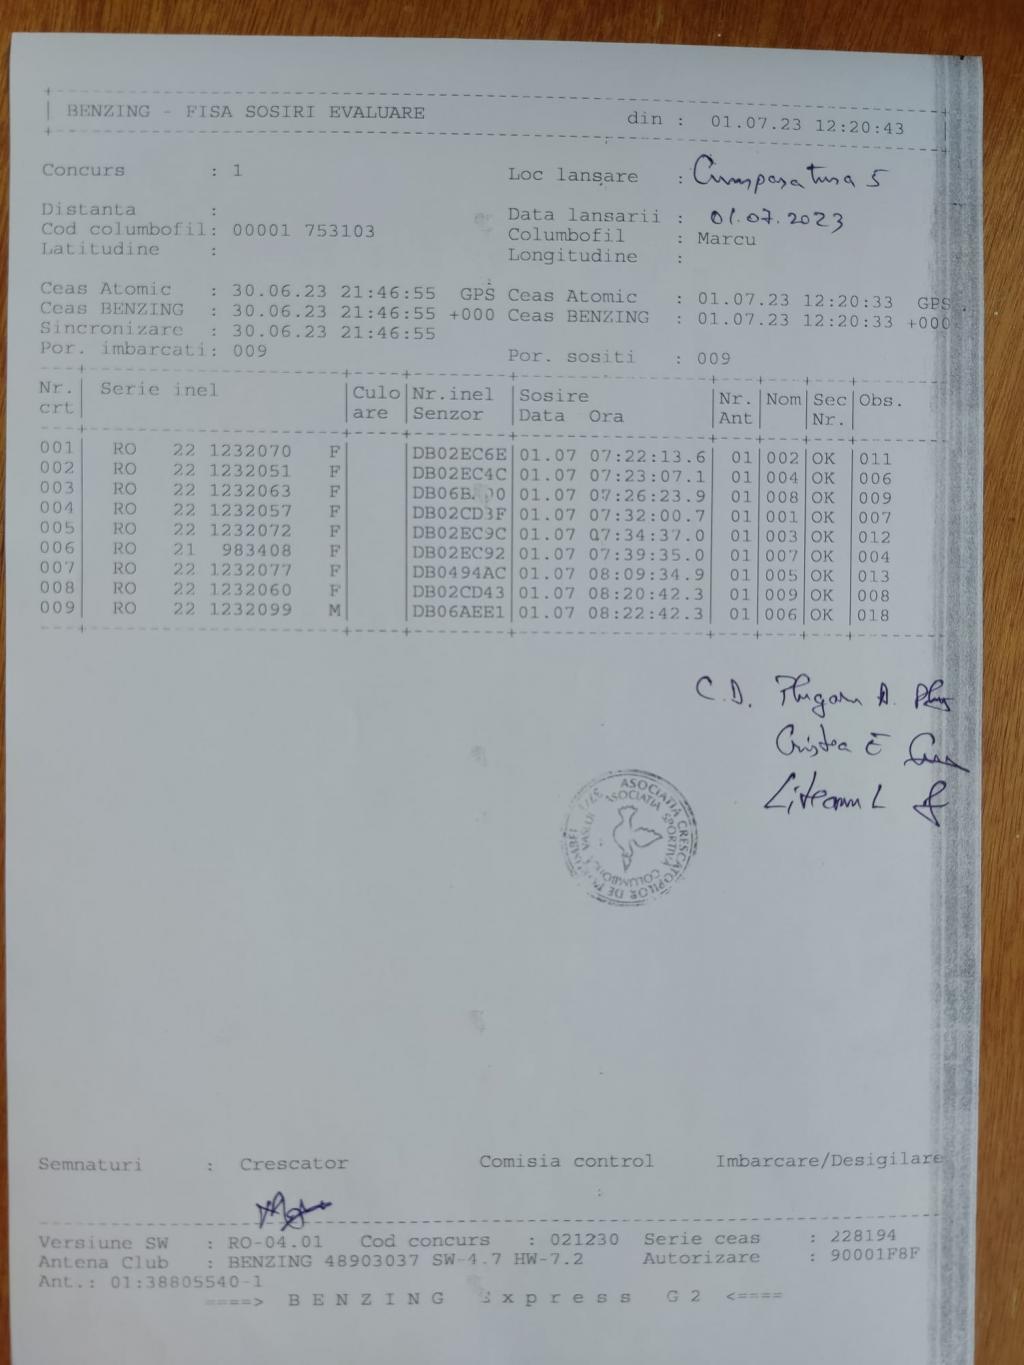 BENZING - FISA SOSIRI EVALUARE din : 01.07.23 12:20:43
Concurs : 1 Loc lansare : Cumpasatura 5
Distanta : Data lansarii : 01.07.2023
Cod columbofil: 00001 753103 Columbofil : Marcu
Latitudine : Longitudine :
Ceas Atomic : 30.06.23 21:46:55 GPS Ceas Atomic : 01.07.23 12:20:33 GPS
Ceas BENZING : 30.06.23 21:46:55 +000 Ceas BENZING : 01.07.23 12:20:33 +000
Sincronizare : 30.06.23 21:46:55
Por. imbarcati: 009 Por. sositi : 009
Nr. Serie inel Culo Nr.inel Sosire Nr. Nom Sec Obs.
crt are Senzor Data Ora Ant Nr.
001 RO 22 1232070 F DB02EC6E 01.07 07:22:13.6 01 002 OK 011
002 RO 22 1232051 F DB02EC4C 01.07 07:23:07.1 01 004 OK 006
003 RO 22 1232063 F 01.07 07:26:23.9 01 008 OK 009
004 RO 22 1232057 F DB02CD3F 01.07 07:32:00.7 01 001 OK 007
005 RO 22 1232072 F DB02EC9C 01.07 07:34:37.0 01 003 OK 012
006 RO 21 983408 F DB02EC92 01.07 07:39:35.0 01 007 OK 004
007 RO 22 1232077 F DB0494AC 01.07 08:09:34.9 01 005 OK 013
008 RO 22 1232060 F DB02CD43 01.07 08:20:42.3 01 009 OK 008
009 RO 22 1232099 M DB06AEE1 01.07 08:22:42.3 01 006 OK 018
C.D. A.
Cristea E
Liteanu L
ASOCIATIA CRESCATORILOR DE
ASOCIATIA SPORTIVA COLUMBOFILA VASLUI
Semnaturi : Crescator Comisia control Imbarcare/Desigilare
:
Versiune SW : RO-04.01 Cod concurs : 021230 Serie ceas : 228194
Antena Club : BENZING 48903037 SW-4.7 HW-7.2 Autorizare : 90001F8F
Ant.: 01:38805540-1
====> BENZING Express G2 <====